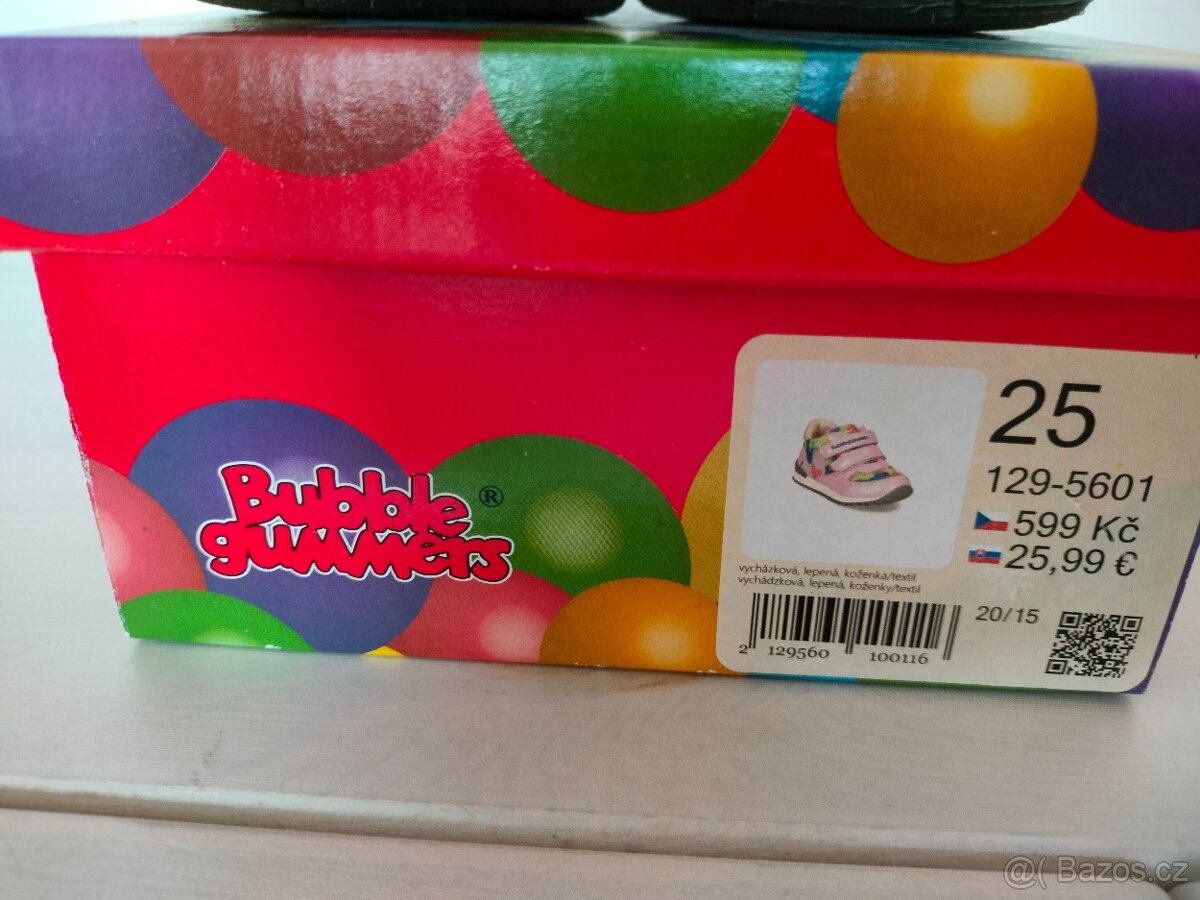 Bubble ®
gummers
25
129-5601
599 Kč
25,99 €
vycházková, lepená, koženka/textil
vychádzková, lepená, koženky/textil
20/15
2 129560 100116
@( Bazos.cz